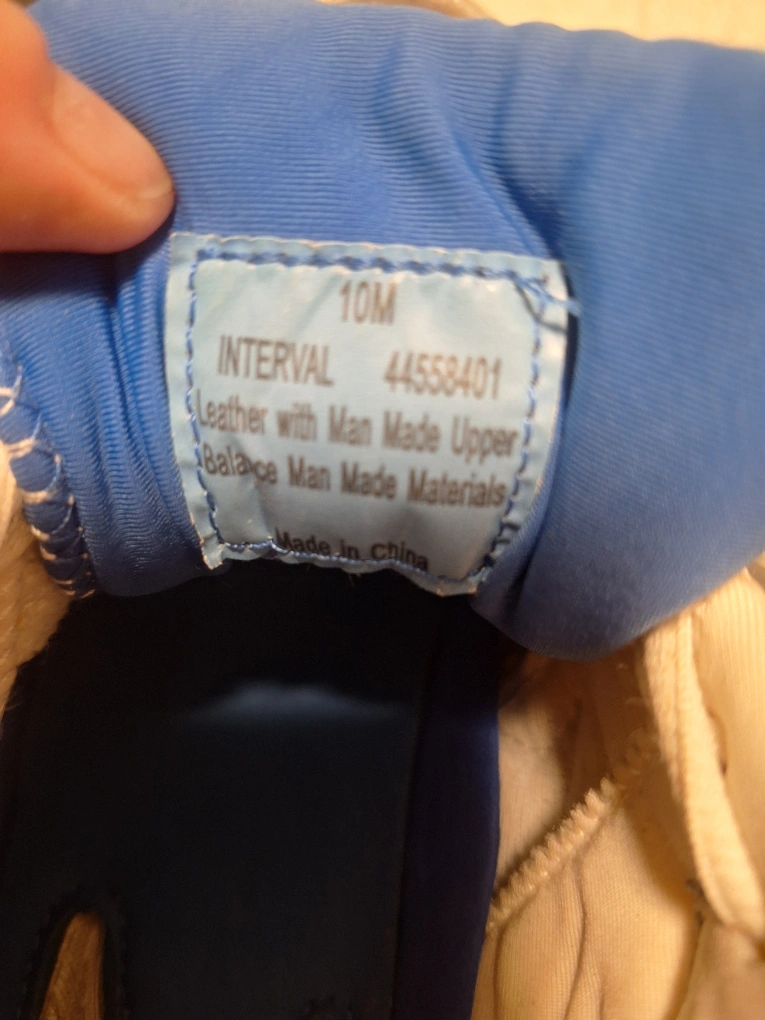 10M
INTERVAL 44558401
Leather with Man Made Upper
Balance Man Made Materials
Made in China